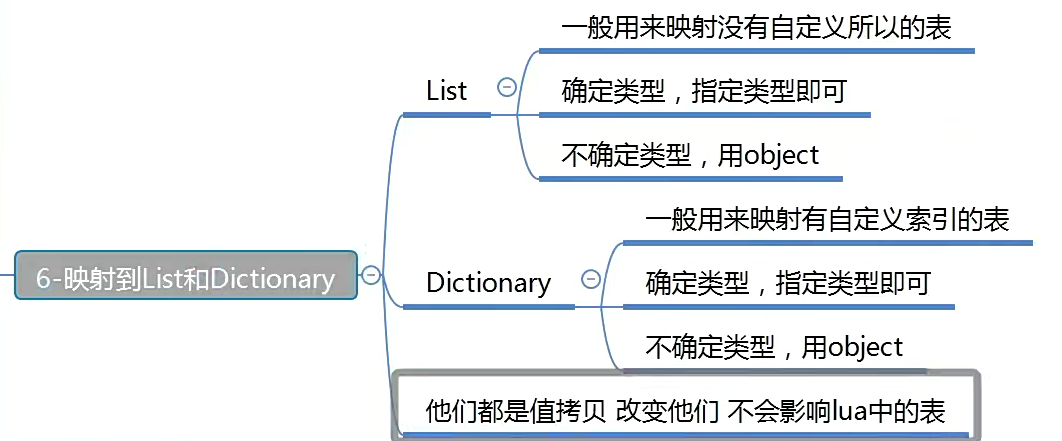 6-映射到List和Dictionary
List
一般用来映射没有自定义所以的表
确定类型，指定类型即可
不确定类型，用object
Dictionary
一般用来映射有自定义索引的表
确定类型，指定类型即可
不确定类型，用object
他们都是值拷贝 改变他们 不会影响lua中的表